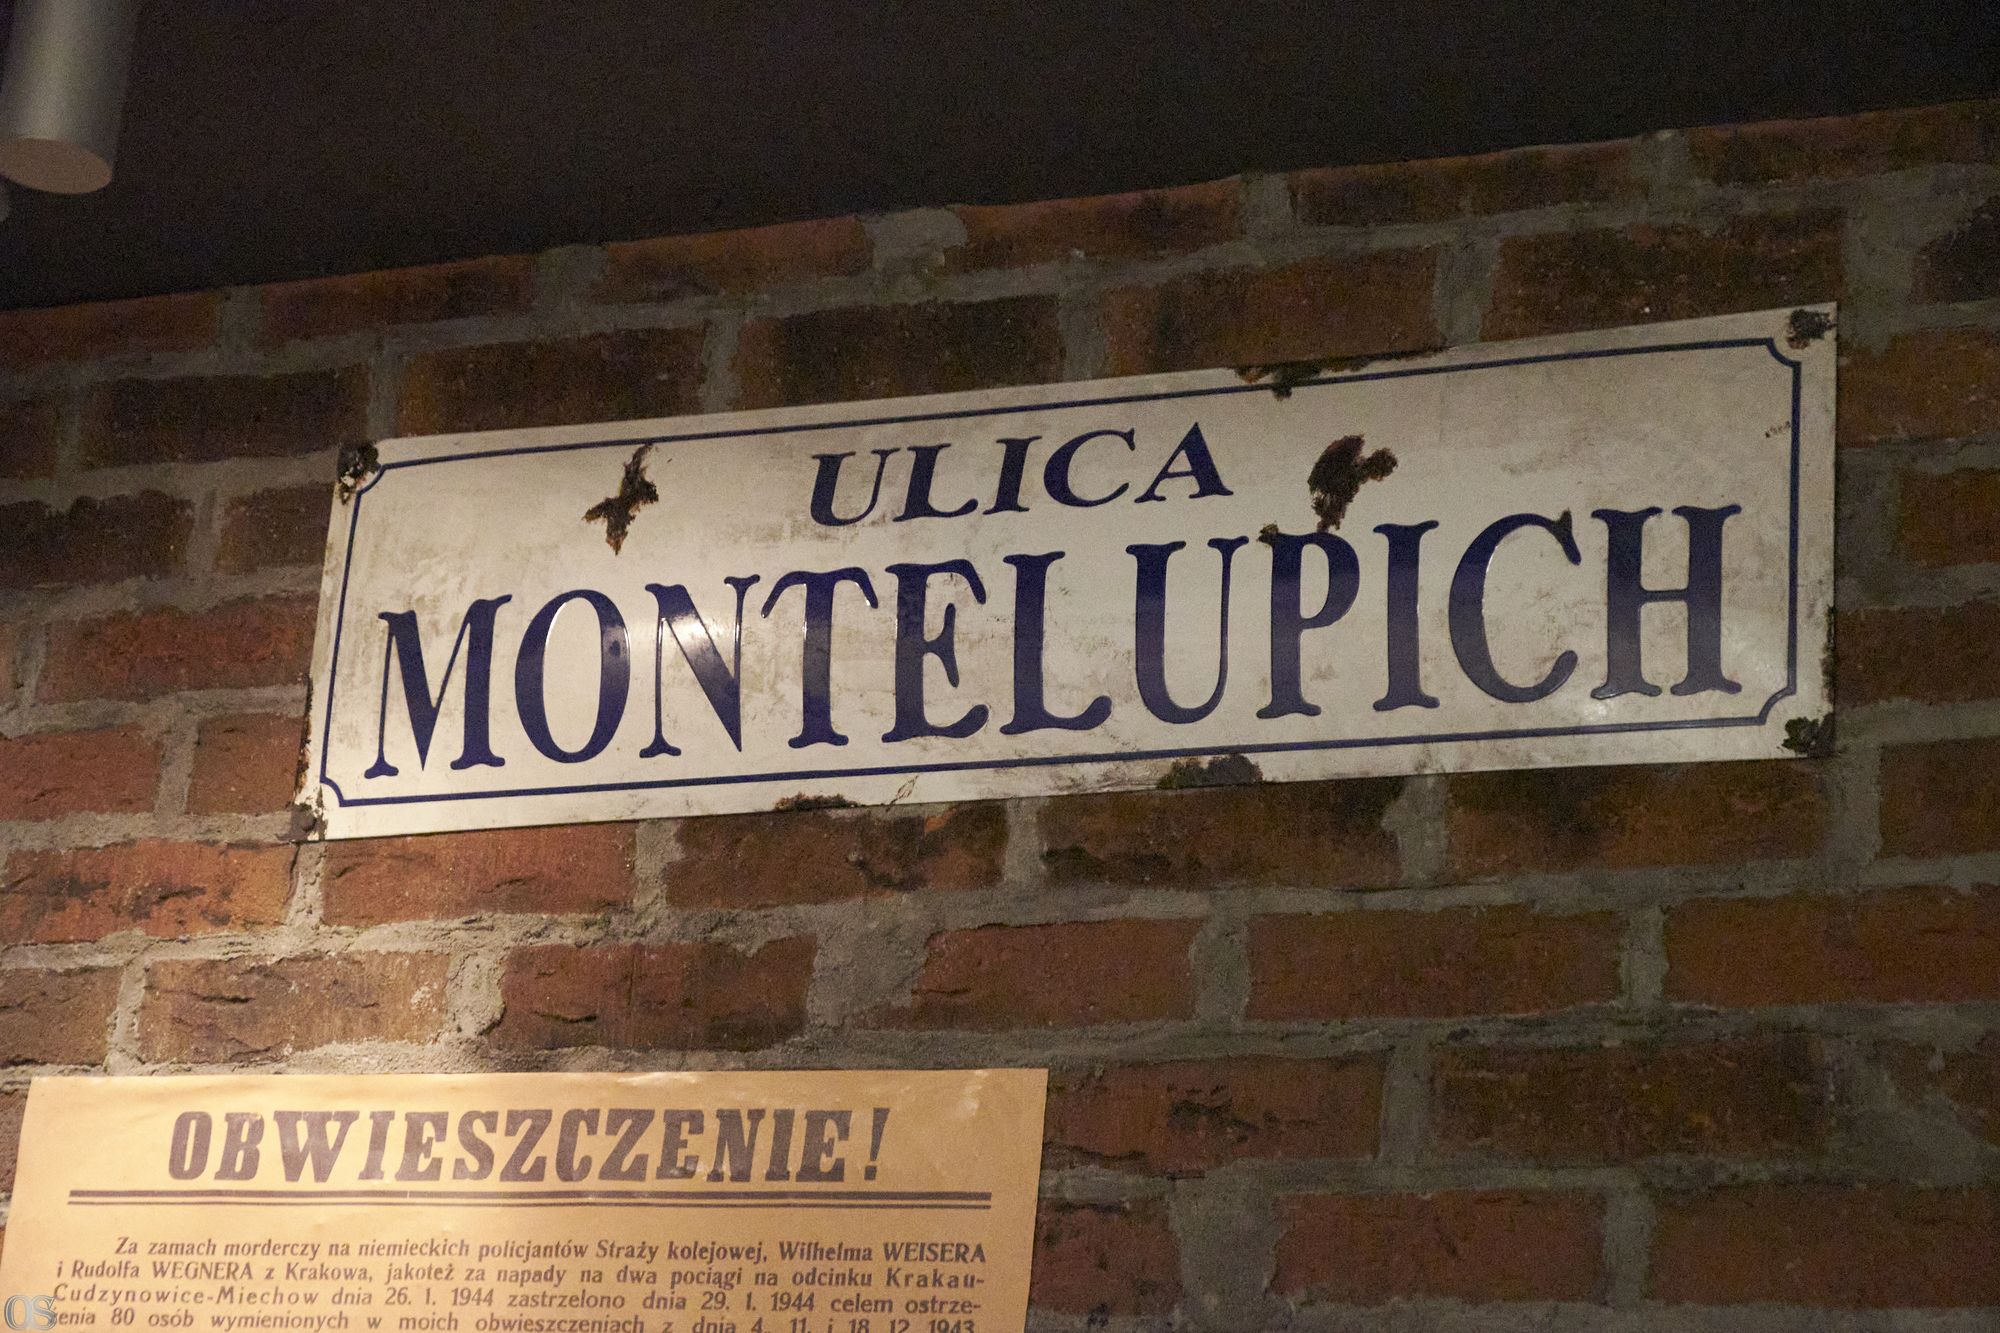 ULICA
MONTELUPICH
OBWIESZCZENIE!
Za zamach morderczy na niemieckich policjantów Straży kolejowej, Wilhelma WEISERA
i Rudolfa WEGNERA z Krakowa, jakoteż za napady na dwa pociągi na odcinku Krakau-
Cudzynowice-Miechow dnia 26. 1. 1944 zastrzelono dnia 29. 1. 1944 celem ostrze-
żenia 80 osób wymienionych w moich obwieszczeniach z dnia 4., 11. i 18. 12. 1943.
OS